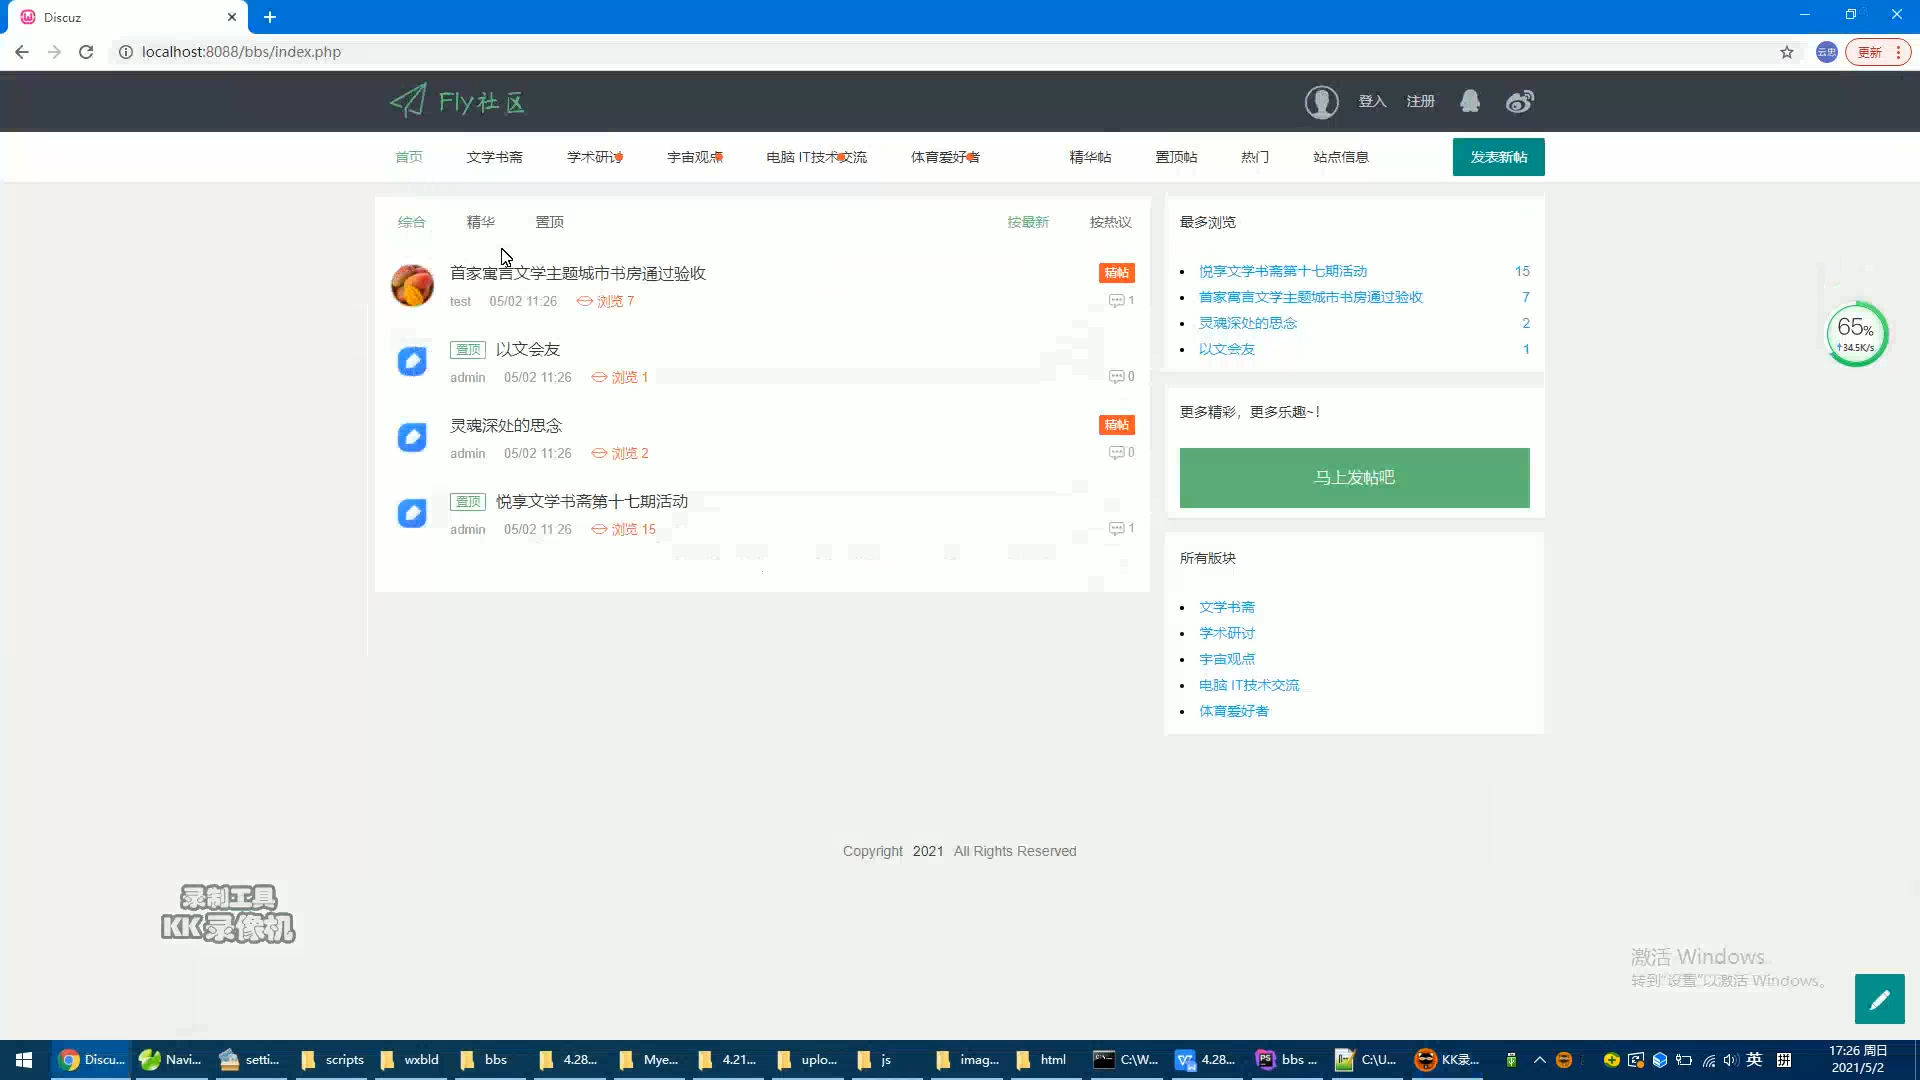 Discuz
localhost:8088/bbs/index.php
云忠
更新
Fly社区
登入
注册
首页
文学书斋
学术研讨
宇宙观点
电脑 IT技术交流
体育爱好者
精华帖
置顶帖
热门
站点信息
发表新帖
综合
精华
置顶
按最新
按热议
首家寓言文学主题城市书房通过验收
精帖
test 05/02 11:26 浏览 7
1
置顶 以文会友
admin 05/02 11:26 浏览 1
0
灵魂深处的思念
精帖
admin 05/02 11:26 浏览 2
0
置顶 悦享文学书斋第十七期活动
admin 05/02 11:26 浏览 15
1
最多浏览
悦享文学书斋第十七期活动 15
首家寓言文学主题城市书房通过验收 7
灵魂深处的思念 2
以文会友 1
更多精彩，更多乐趣~！
马上发帖吧
所有版块
文学书斋
学术研讨
宇宙观点
电脑 IT技术交流
体育爱好者
65%
34.5K/s
Copyright 2021 All Rights Reserved
录制工具
KK录像机
激活 Windows
转到“设置”以激活 Windows。
Discu...
Navi...
setti...
scripts
wxbld
bbs
4.28...
Mye...
4.21...
uplo...
js
imag...
html
C:\W...
4.28...
bbs ...
C:\U...
KK录...
英
17:26 周日
2021/5/2